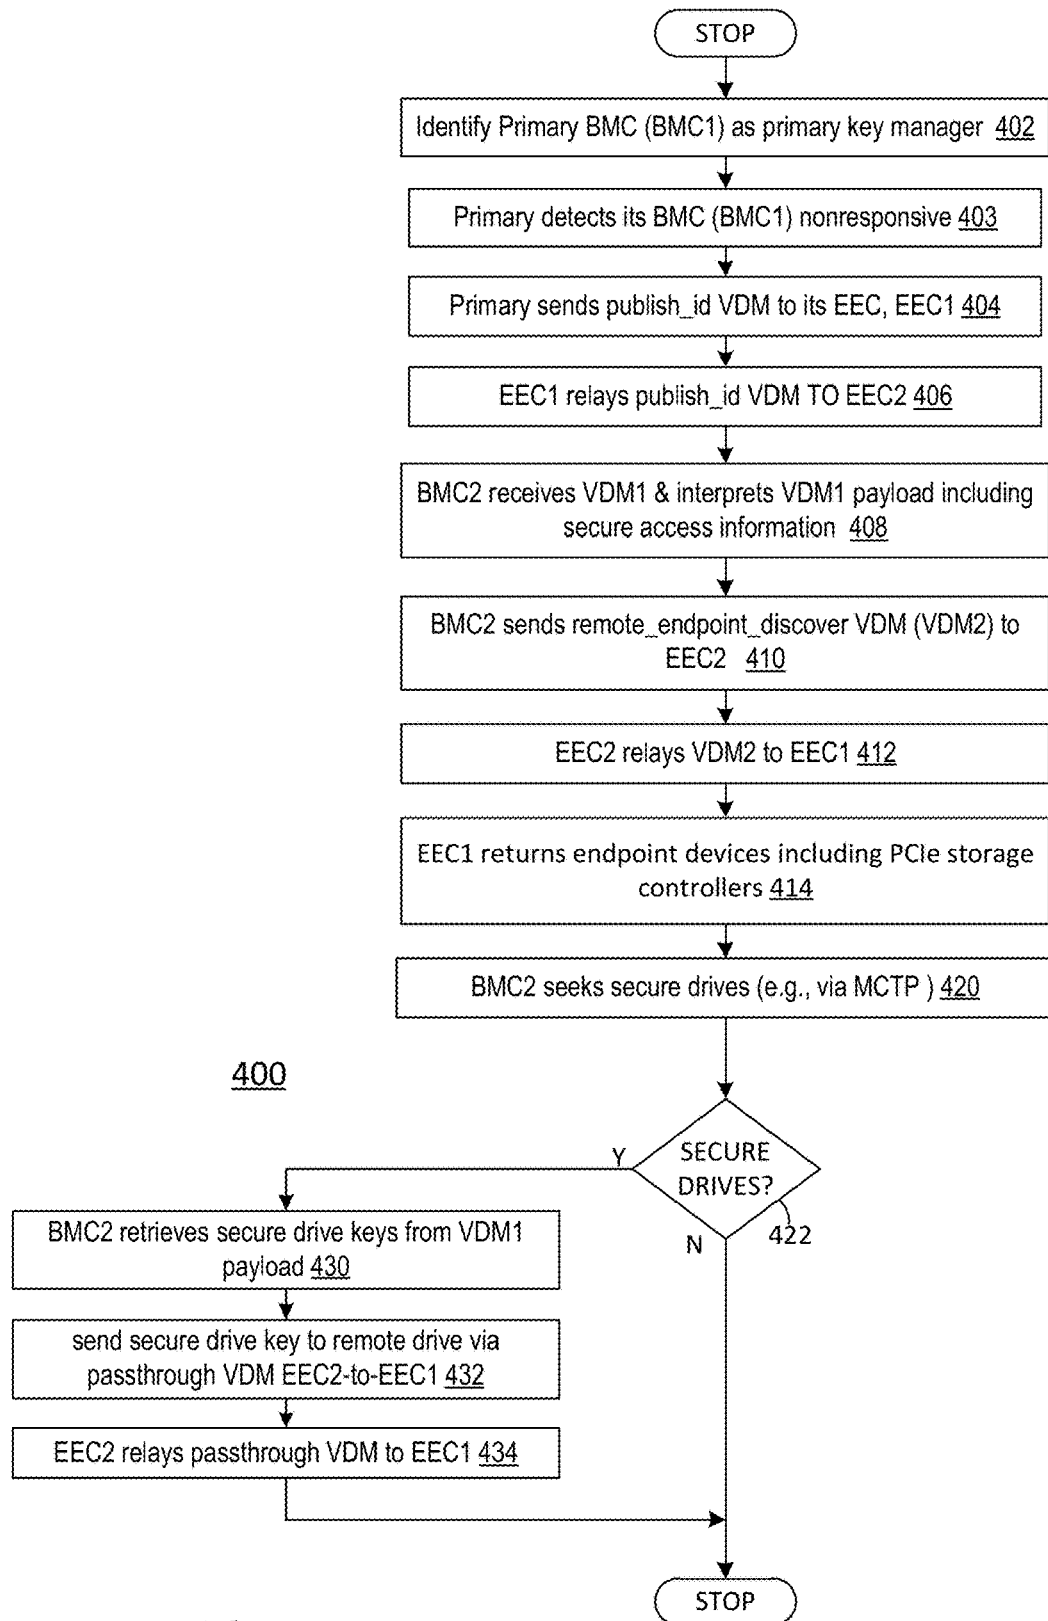 STOP
Identify Primary BMC (BMC1) as primary key manager 402
Primary detects its BMC (BMC1) nonresponsive 403
Primary sends publish_id VDM to its EEC, EEC1 404
EEC1 relays publish_id VDM TO EEC2 406
BMC2 receives VDM1 & interprets VDM1 payload including
secure access information 408
BMC2 sends remote_endpoint_discover VDM (VDM2) to
EEC2 410
EEC2 relays VDM2 to EEC1 412
EEC1 returns endpoint devices including PCIe storage
controllers 414
BMC2 seeks secure drives (e.g., via MCTP ) 420
400
SECURE
DRIVES?
Y
N
422
BMC2 retrieves secure drive keys from VDM1
payload 430
send secure drive key to remote drive via
passthrough VDM EEC2-to-EEC1 432
EEC2 relays passthrough VDM to EEC1 434
STOP